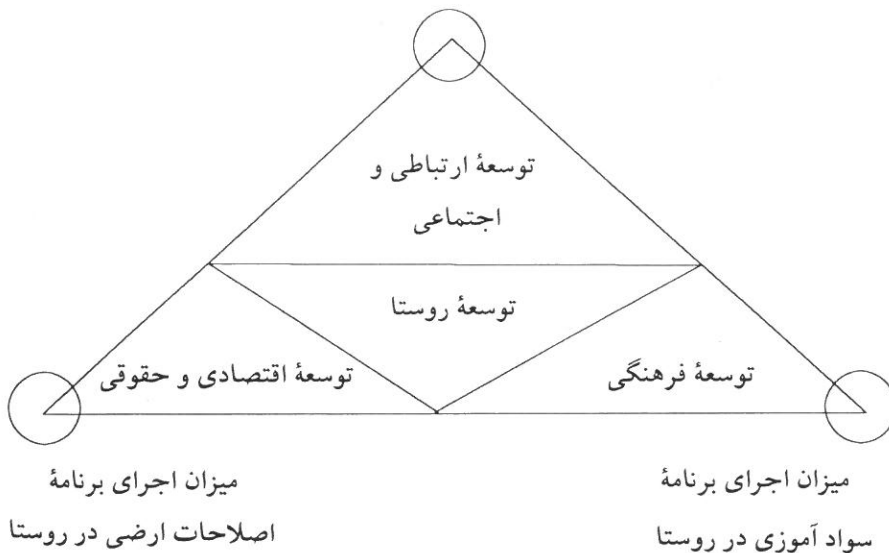 توسعهٔ ارتباطی و
اجتماعی
توسعهٔ روستا
توسعهٔ فرهنگی
توسعهٔ اقتصادی و حقوقی
میزان اجرای برنامهٔ
سواد آموزی در روستا
میزان اجرای برنامهٔ
اصلاحات ارضی در روستا